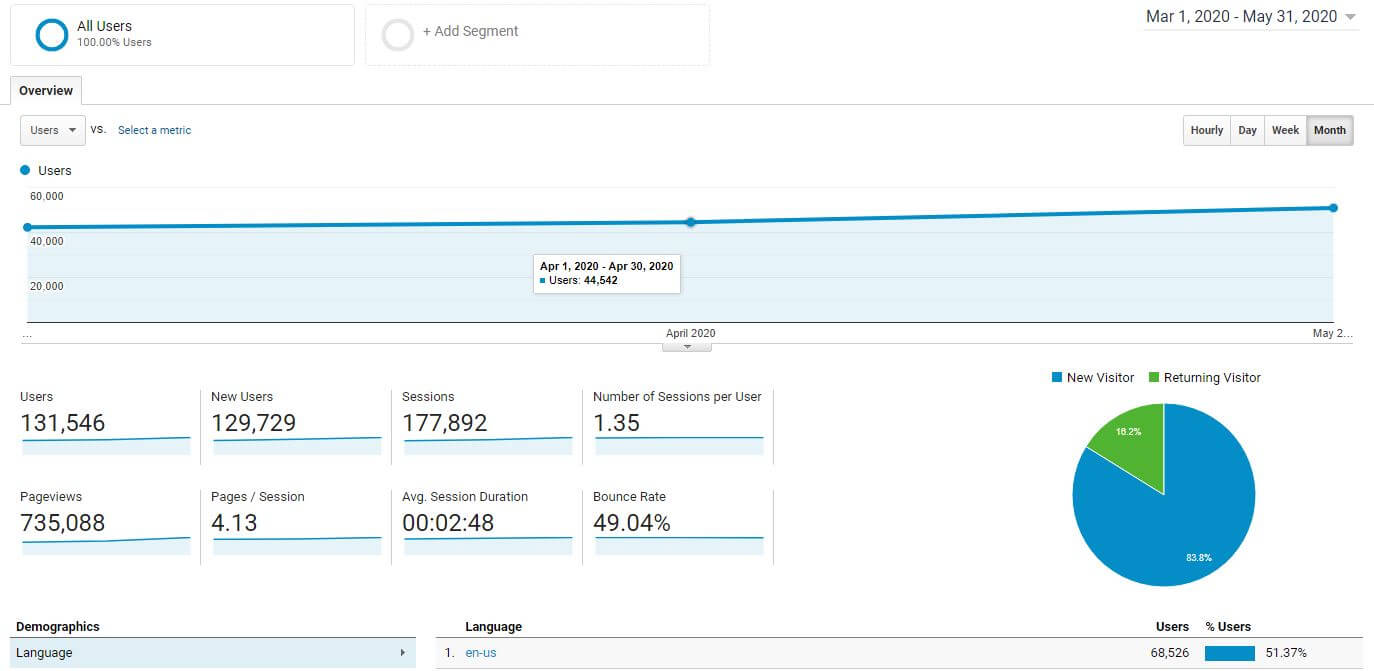 All Users
100.00% Users
+ Add Segment
Mar 1, 2020 - May 31, 2020
Overview
Users
vs.
Select a metric
Hourly
Day
Week
Month
Users
60,000
40,000
20,000
Apr 1, 2020 - Apr 30, 2020
Users: 44,542
...
April 2020
May 2...
Users
131,546
New Users
129,729
Sessions
177,892
Number of Sessions per User
1.35
Pageviews
735,088
Pages / Session
4.13
Avg. Session Duration
00:02:48
Bounce Rate
49.04%
New Visitor
Returning Visitor
18.2%
83.8%
Demographics
Language
Language
Users
% Users
1.
en-us
68,526
51.37%